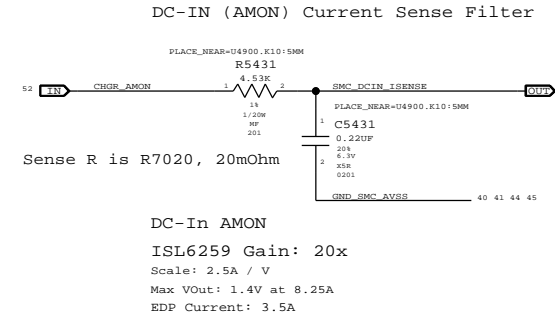 DC-IN (AMON) Current Sense Filter
PLACE_NEAR=U4900.K10:5MM
R5431
4.53K
52 IN CHGR_AMON 1 2 SMC_DCIN_ISENSE OUT
1%
1/20W
MF
201
PLACE_NEAR=U4900.K10:5MM
1 C5431
0.22UF
20%
6.3V
2 X5R
0201
Sense R is R7020, 20mOhm
GND_SMC_AVSS 40 41 44 45
DC-In AMON
ISL6259 Gain: 20x
Scale: 2.5A / V
Max VOut: 1.4V at 8.25A
EDP Current: 3.5A